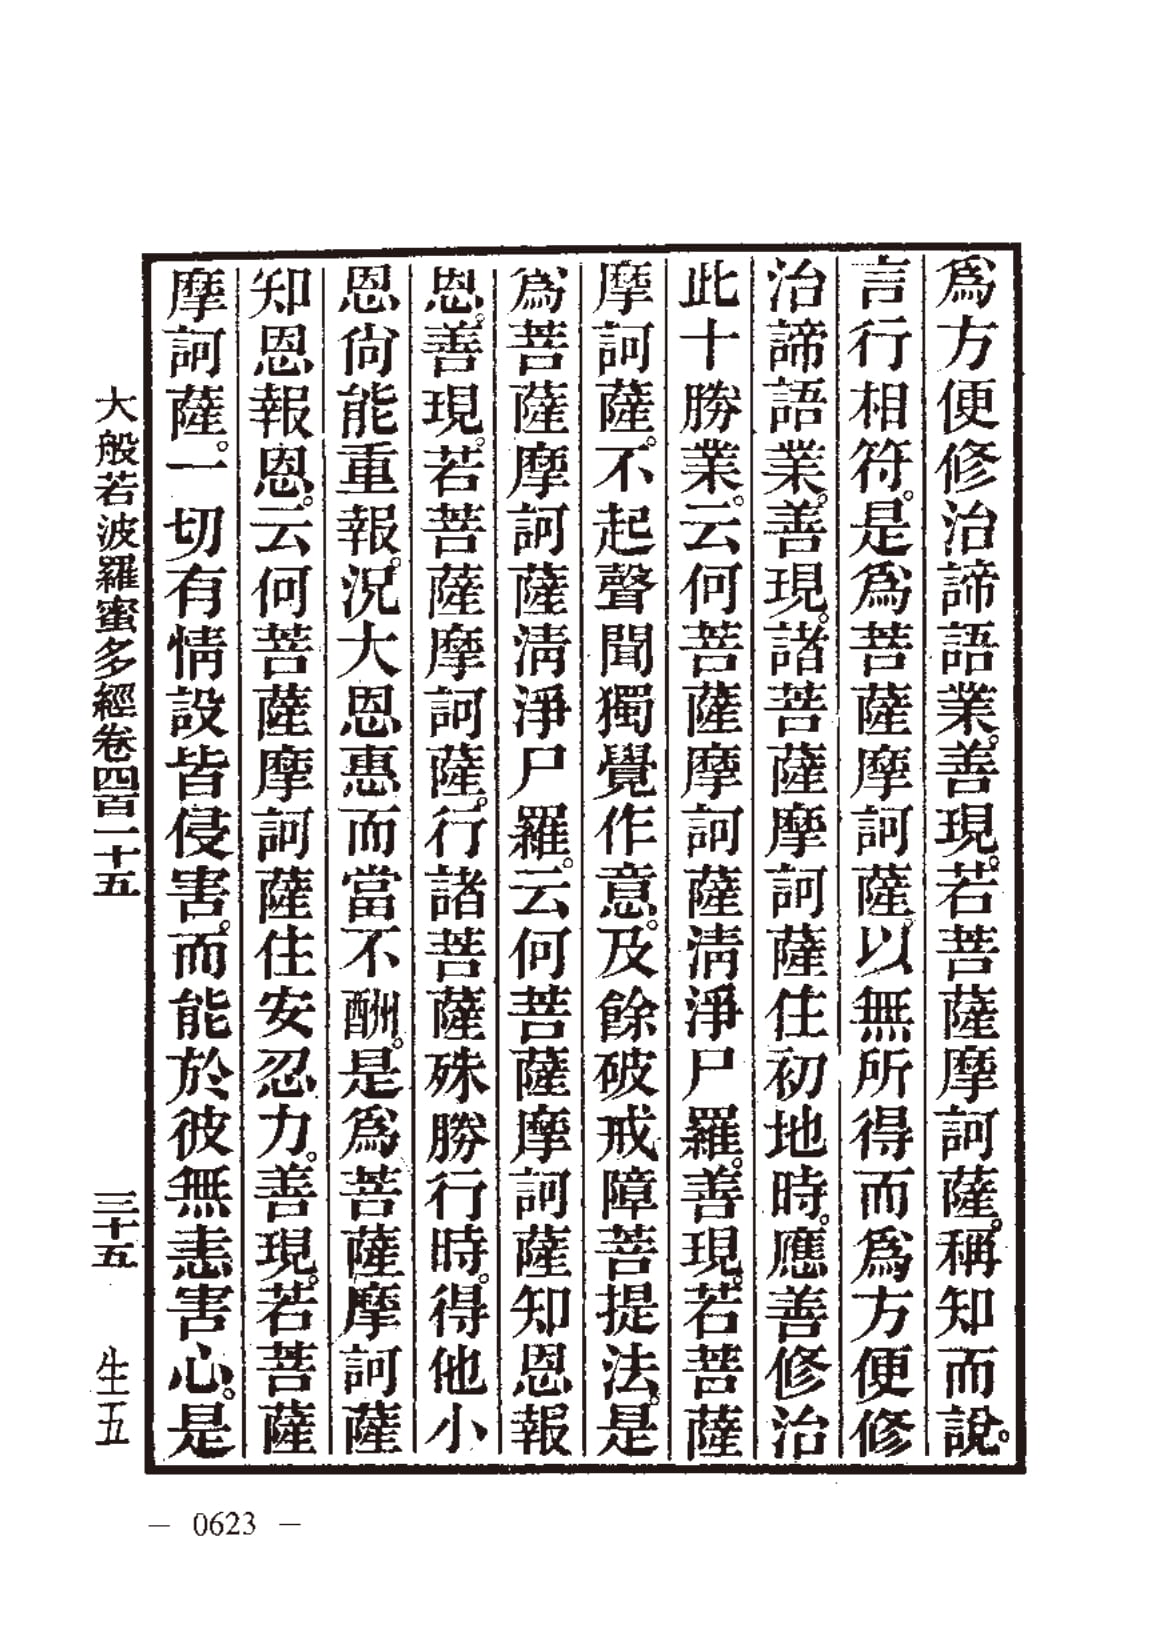 為方便修治諦語業。善現。若菩薩摩訶薩。稱知而說。
言行相符。是為菩薩摩訶薩。以無所得而為方便修
治諦語業。善現。諸菩薩摩訶薩住初地時。應善修治
此十勝業。云何菩薩摩訶薩清淨尸羅。善現。若菩薩
摩訶薩。不起聲聞獨覺作意。及餘破戒障菩提法。是
為菩薩摩訶薩清淨尸羅。云何菩薩摩訶薩知恩報
恩。善現。若菩薩摩訶薩。行諸菩薩殊勝行時。得他小
恩尚能重報。況大恩惠而當不酬。是為菩薩摩訶薩
知恩報恩。云何菩薩摩訶薩住安忍力。善現。若菩薩
摩訶薩。一切有情設皆侵害。而能於彼無恚害心。是
大般若波羅蜜多經卷四百一十五 三十五 生五
— 0623 —